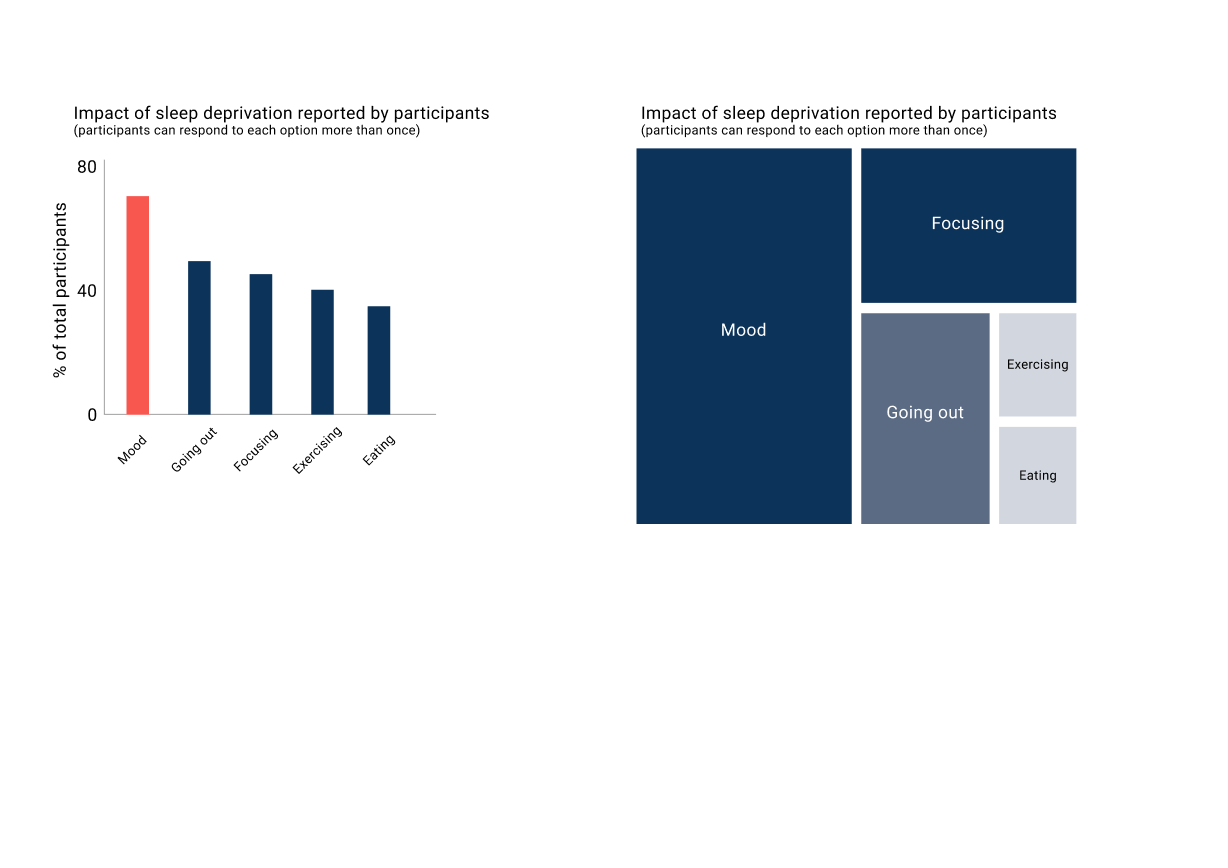 Impact of sleep deprivation reported by participants
(participants can respond to each option more than once)
80
40
0
% of total participants
Mood
Going out
Focusing
Exercising
Eating
Impact of sleep deprivation reported by participants
(participants can respond to each option more than once)
Mood
Focusing
Going out
Exercising
Eating